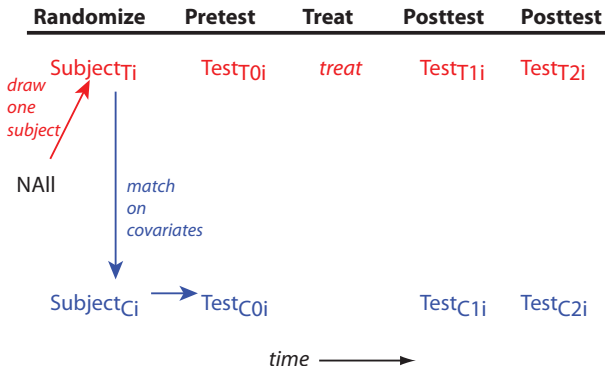 Randomize Pretest Treat Posttest Posttest
SubjectTi TestT0i treat TestT1i TestT2i
draw
one
subject
NAll
match
on
covariates
SubjectCi TestC0i TestC1i TestC2i
time